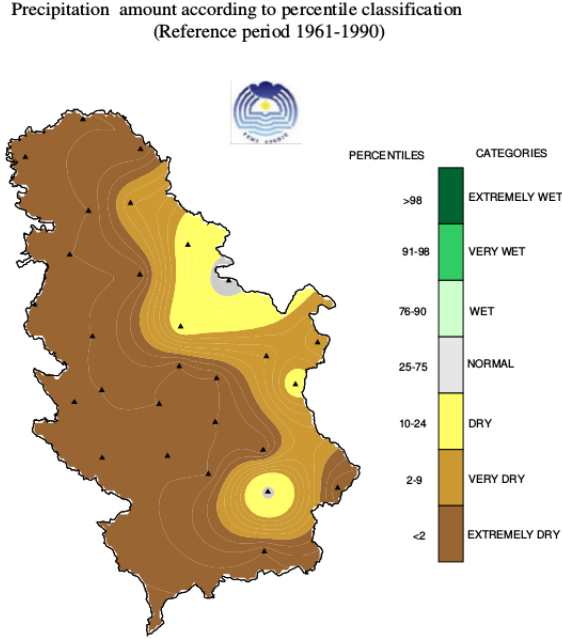 Precipitation amount according to percentile classification
(Reference period 1961-1990)
PERCENTILES CATEGORIES
>98 EXTREMELY WET
91-98 VERY WET
76-90 WET
25-75 NORMAL
10-24 DRY
2-9 VERY DRY
<2 EXTREMELY DRY